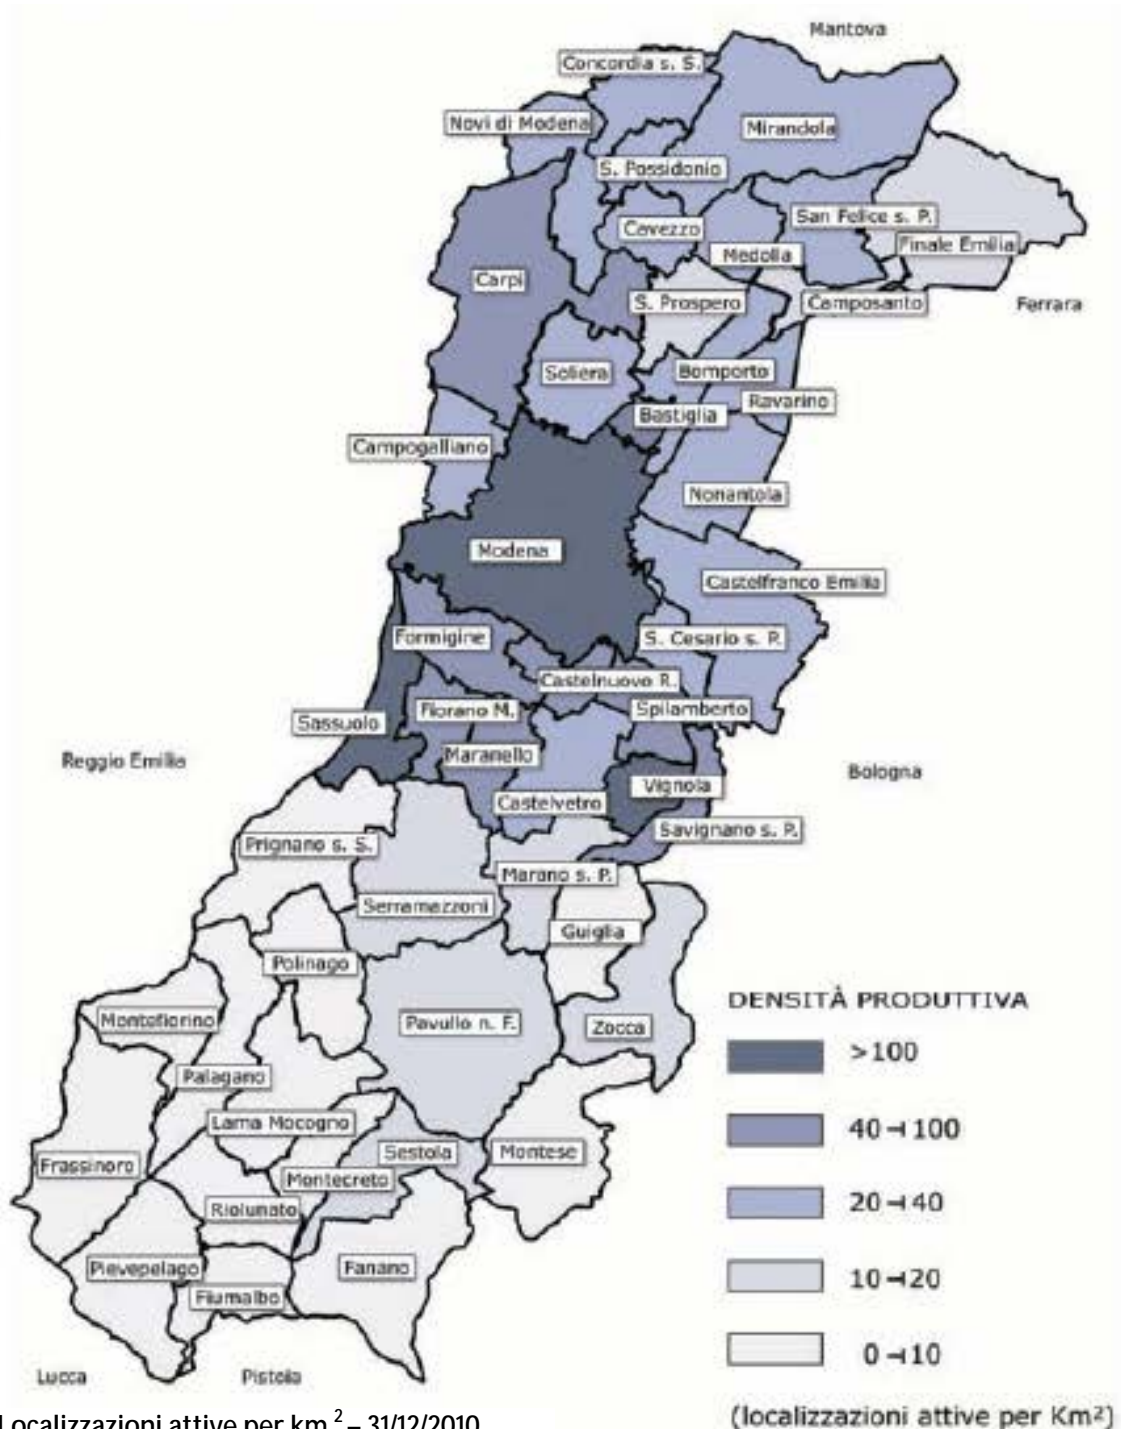 Mantova
Concordia s. S.
Novi di Modena
Mirandola
S. Possidonio
San Felice s. P.
Cavezzo
Finale Emilia
Medolla
Carpi
S. Prospero
Camposanto
Ferrara
Soliera
Bomporto
Ravarino
Bastiglia
Campogalliano
Nonantola
Modena
Castelfranco Emilia
Formigine
S. Cesario s. P.
Castelnuovo R.
Fiorano M.
Spilamberto
Sassuolo
Maranello
Reggio Emilia
Bologna
Vignola
Castelvetro
Savignano s. P.
Prignano s. S.
Marano s. P.
Serramazzoni
Guiglia
Polinago
DENSITÀ PRODUTTIVA
Montefiorino
Pavullo n. F.
Zocca
>100
Palagano
Lama Mocogno
40⊣100
Sestola
Montese
Frassinoro
Montecreto
20⊣40
Riolunato
Pievepelago
Fanano
10⊣20
Fiumalbo
0⊣10
Lucca
Pistoia
(localizzazioni attive per Km²)
Localizzazioni attive per km ² – 31/12/2010